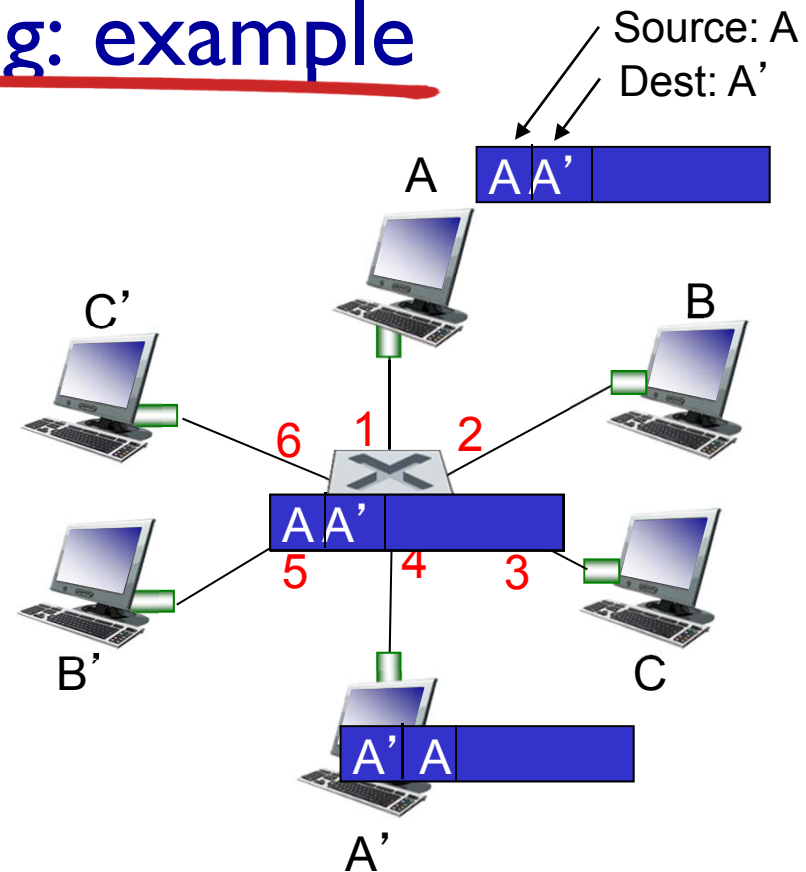 g: example
Source: A
Dest: A’
A
A A’
C’
B
6
1
2
A A’
5
4
3
B’
C
A’ A
A’